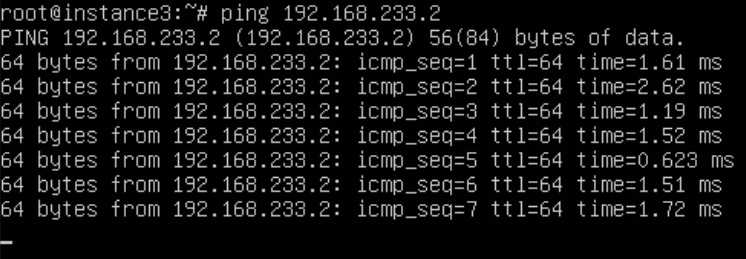 root@instance3:~# ping 192.168.233.2
PING 192.168.233.2 (192.168.233.2) 56(84) bytes of data.
64 bytes from 192.168.233.2: icmp_seq=1 ttl=64 time=1.61 ms
64 bytes from 192.168.233.2: icmp_seq=2 ttl=64 time=2.62 ms
64 bytes from 192.168.233.2: icmp_seq=3 ttl=64 time=1.19 ms
64 bytes from 192.168.233.2: icmp_seq=4 ttl=64 time=1.52 ms
64 bytes from 192.168.233.2: icmp_seq=5 ttl=64 time=0.623 ms
64 bytes from 192.168.233.2: icmp_seq=6 ttl=64 time=1.51 ms
64 bytes from 192.168.233.2: icmp_seq=7 ttl=64 time=1.72 ms